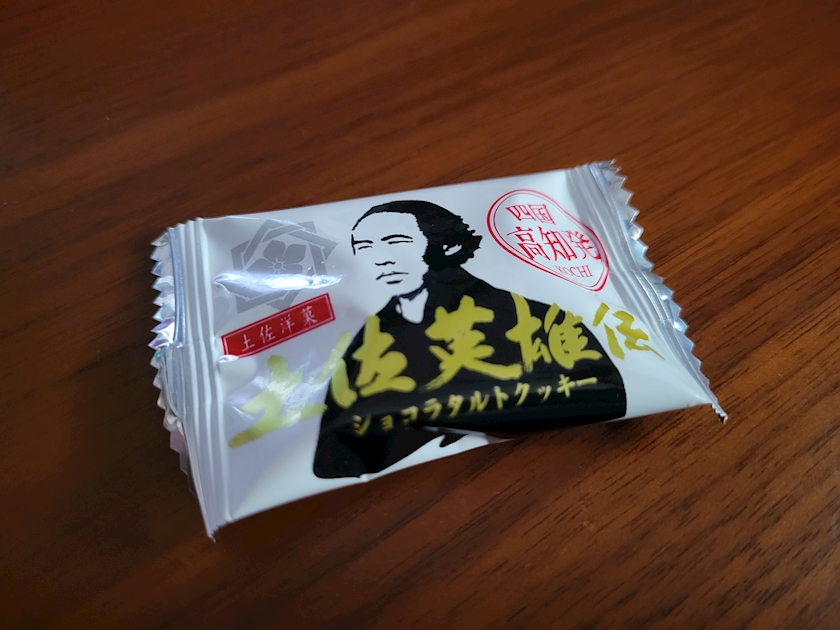 四国
高知発
KOCHI
土佐洋菓
土佐英雄伝
ショコラタルトクッキー